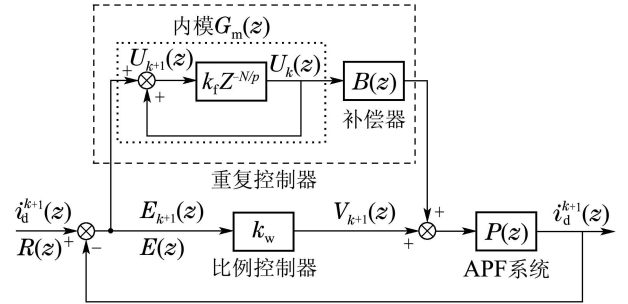 内模G_m(z)
U_{k+1}(z)
U_k(z)
+
+
k_f Z^{-N/p}
B(z)
补偿器
重复控制器
i_d^{k+1}(z)
E_{k+1}(z)
V_{k+1}(z)
+
i_d^{k+1}(z)
R(z)
+
−
E(z)
k_w
+
P(z)
比例控制器
APF系统